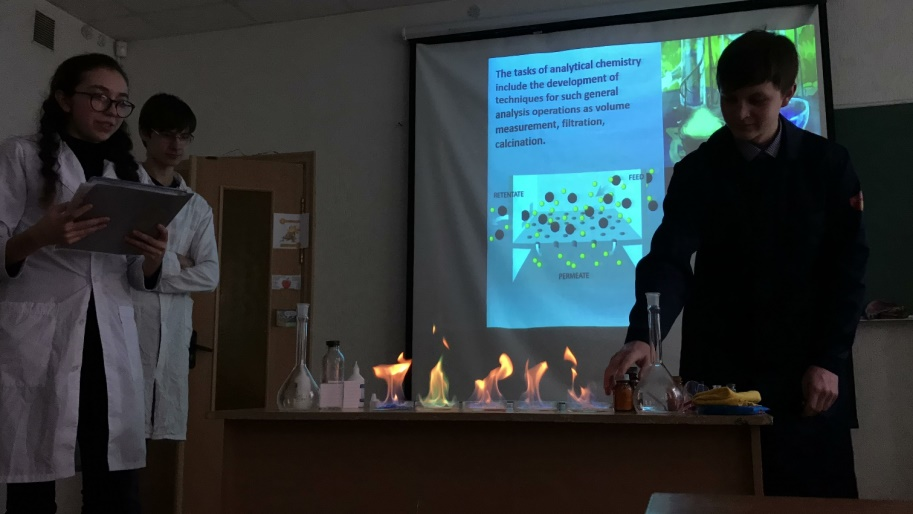 The tasks of analytical chemistry
include the development of
techniques for such general
analysis operations as volume
measurement, filtration,
calcination.
FEED
RETENTATE
PERMEATE